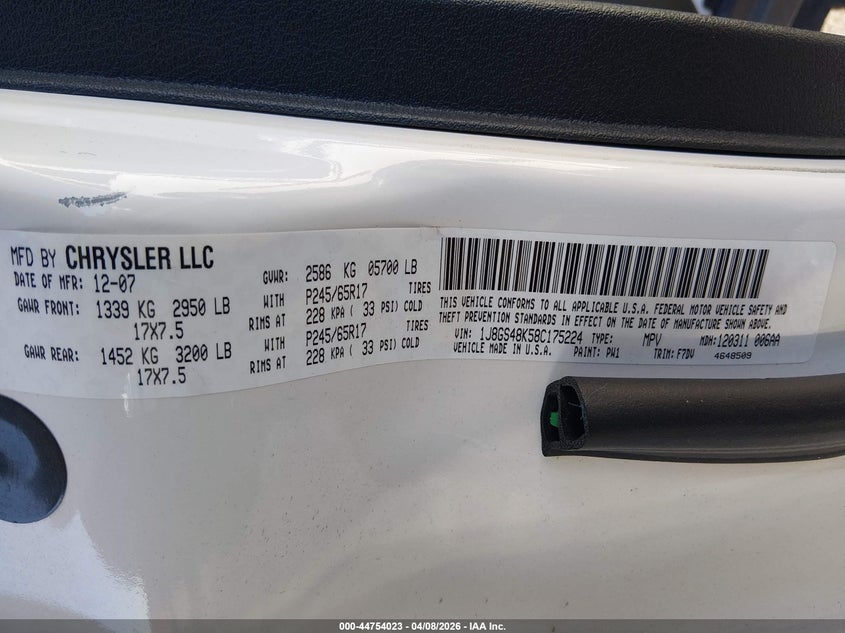 MFD BY CHRYSLER LLC
DATE OF MFR: 12-07
GAWR FRONT: 1339 KG 2950 LB
17X7.5
GAWR REAR: 1452 KG 3200 LB
17X7.5
GVWR: 2586 KG 05700 LB
WITH P245/65R17 TIRES
RIMS AT 228 KPA ( 33 PSI) COLD
WITH P245/65R17 TIRES
RIMS AT 228 KPA ( 33 PSI) COLD
THIS VEHICLE CONFORMS TO ALL APPLICABLE U.S.A. FEDERAL MOTOR VEHICLE SAFETY AND
THEFT PREVENTION STANDARDS IN EFFECT ON THE DATE OF MANUFACTURE SHOWN ABOVE.
VIN: 1J8GS48K58C175224 TYPE: MPV MDH: 120311 006AA
VEHICLE MADE IN U.S.A. PAINT: PW1 TRIM: F7DV
4648509
000-44754023 - 04/08/2026 - IAA Inc.